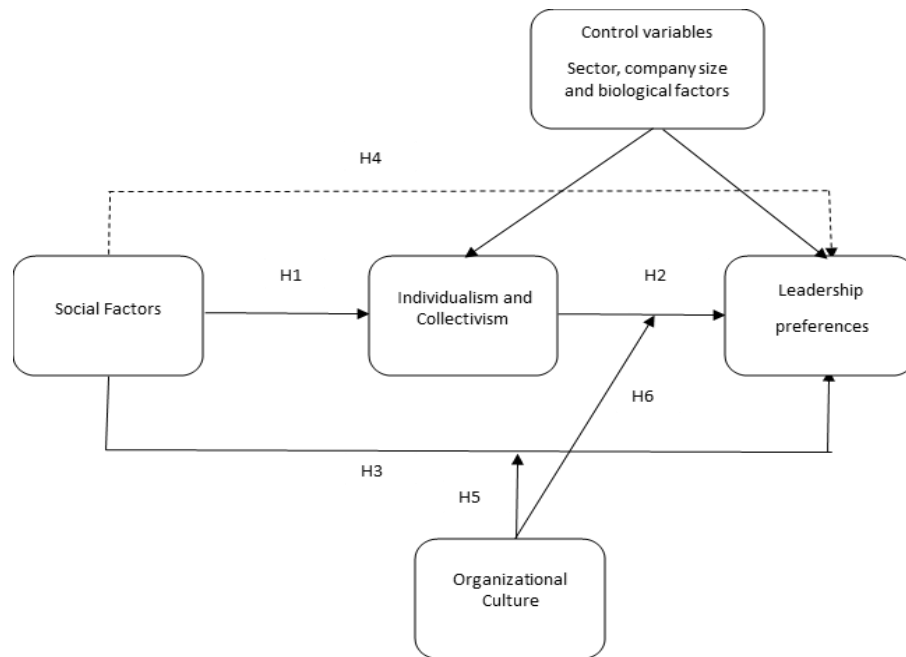 Control variables
Sector, company size
and biological factors
H4
Social Factors
H1
Individualism and
Collectivism
H2
Leadership
preferences
H6
H3
H5
Organizational
Culture